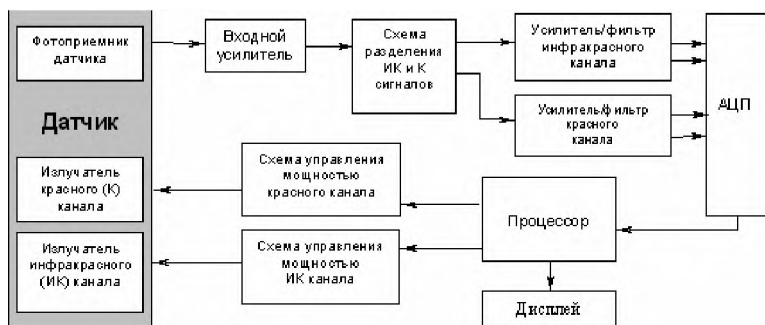 Фотоприемник
датчика
Входной
усилитель
Схема
разделения
ИК и К
сигналов
Усилитель/фильтр
инфракрасного
канала
Усилитель/фильтр
красного
канала
АЦП
Датчик
Излучатель
красного (К)
канала
Излучатель
инфракрасного
(ИК) канала
Схема управления
мощностью
красного канала
Схема управления
мощностью
ИК канала
Процессор
Дисплей